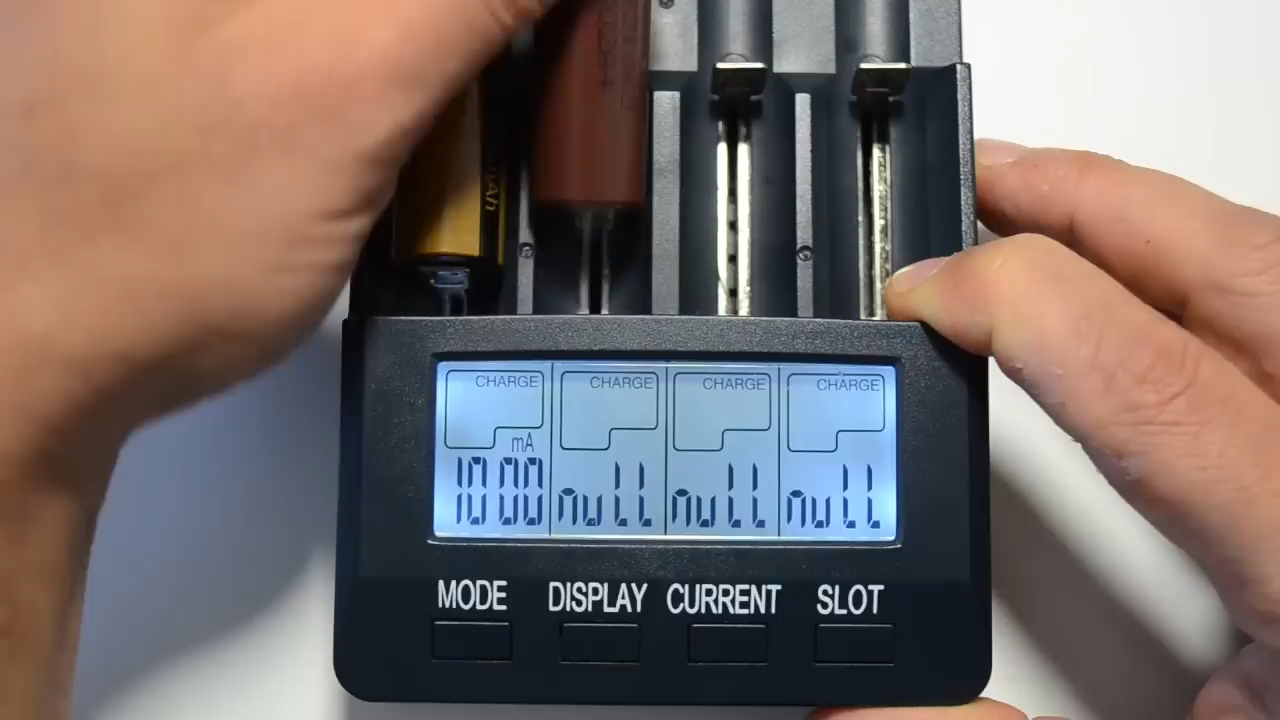 CHARGE CHARGE CHARGE CHARGE
mA
1000 null null null
MODE DISPLAY CURRENT SLOT